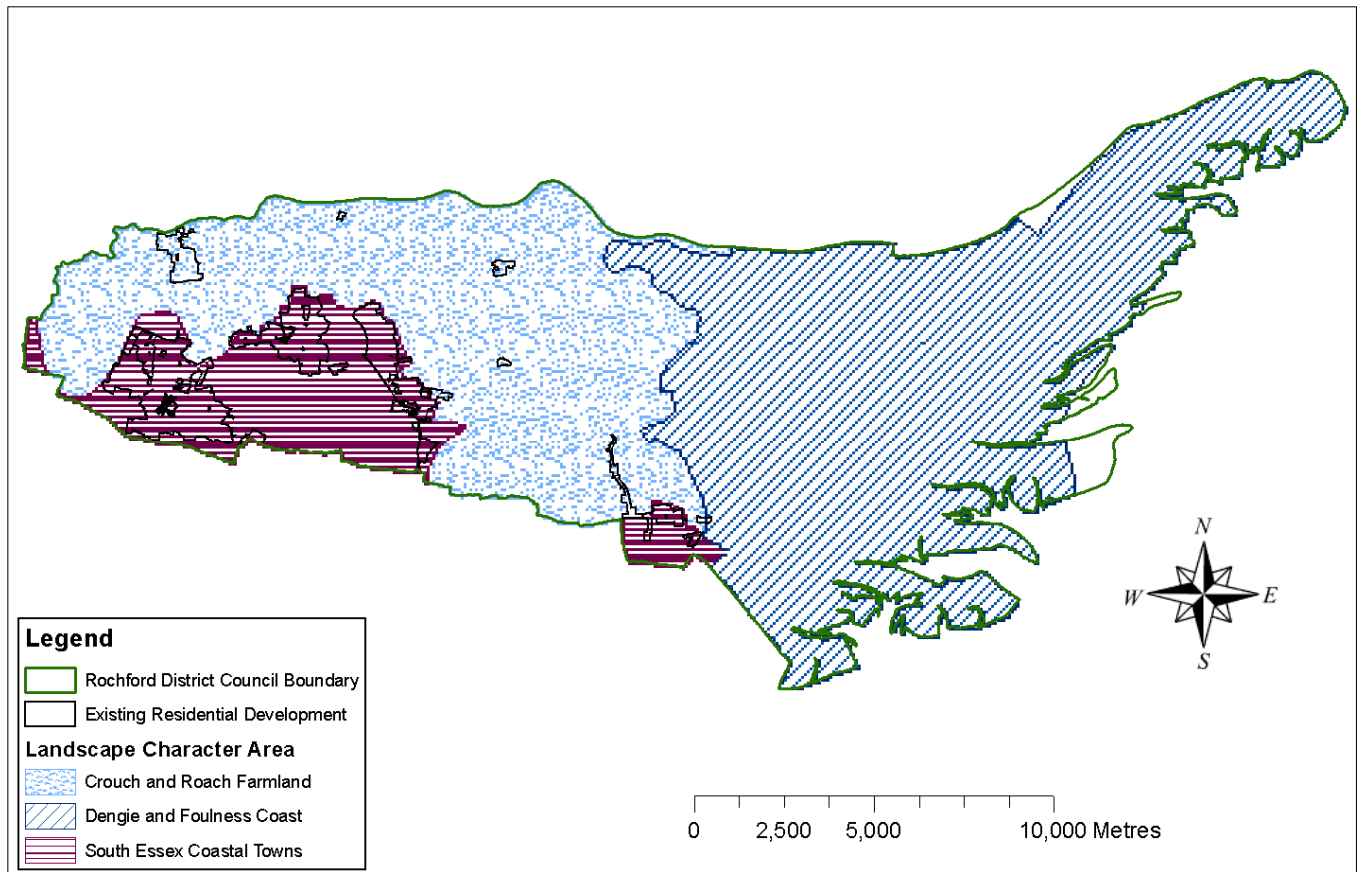 N
W
E
S
Legend
Rochford District Council Boundary
Existing Residential Development
Landscape Character Area
Crouch and Roach Farmland
Dengie and Foulness Coast
South Essex Coastal Towns
0 2,500 5,000 10,000 Metres